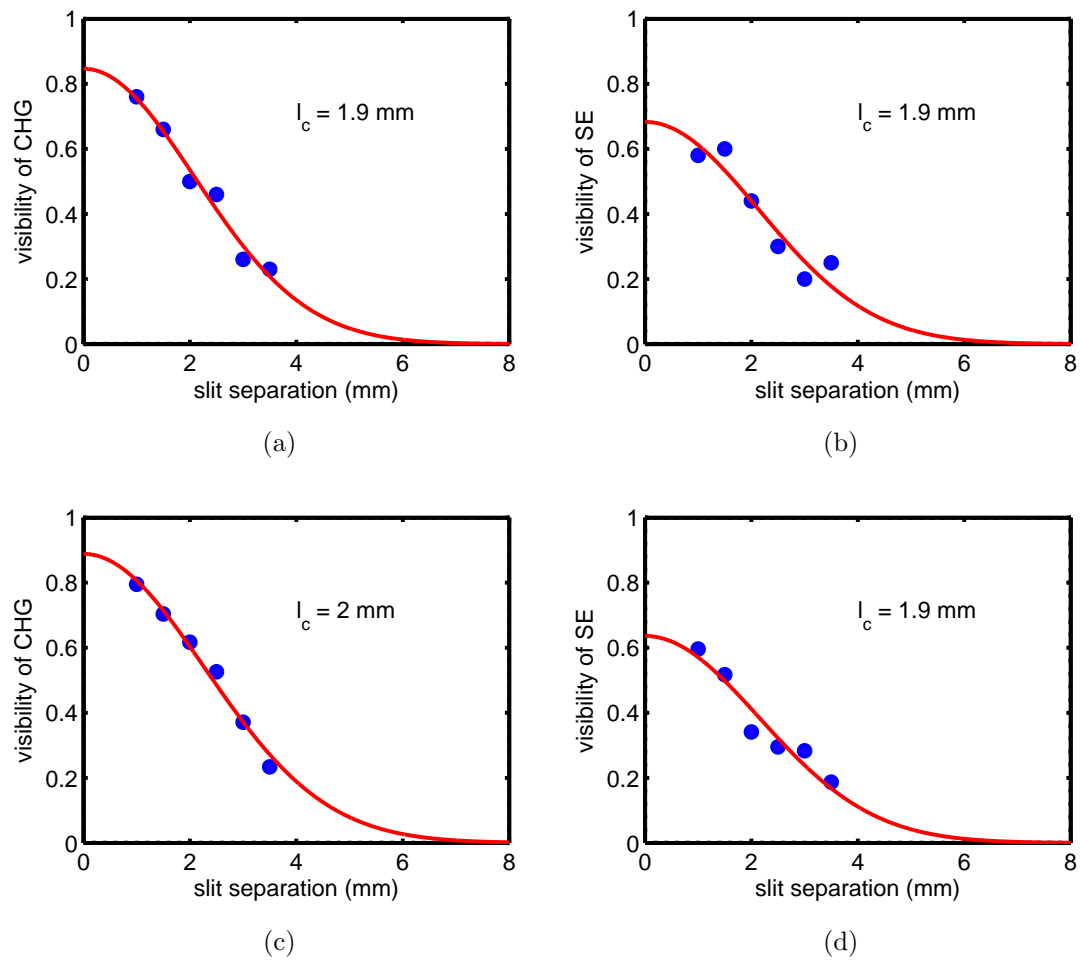 1
0.8
0.6
0.4
0.2
0
0 2 4 6 8
visibility of CHG
slit separation (mm)
l_c = 1.9 mm
(a)
1
0.8
0.6
0.4
0.2
0
0 2 4 6 8
visibility of SE
slit separation (mm)
l_c = 1.9 mm
(b)
1
0.8
0.6
0.4
0.2
0
0 2 4 6 8
visibility of CHG
slit separation (mm)
l_c = 2 mm
(c)
1
0.8
0.6
0.4
0.2
0
0 2 4 6 8
visibility of SE
slit separation (mm)
l_c = 1.9 mm
(d)